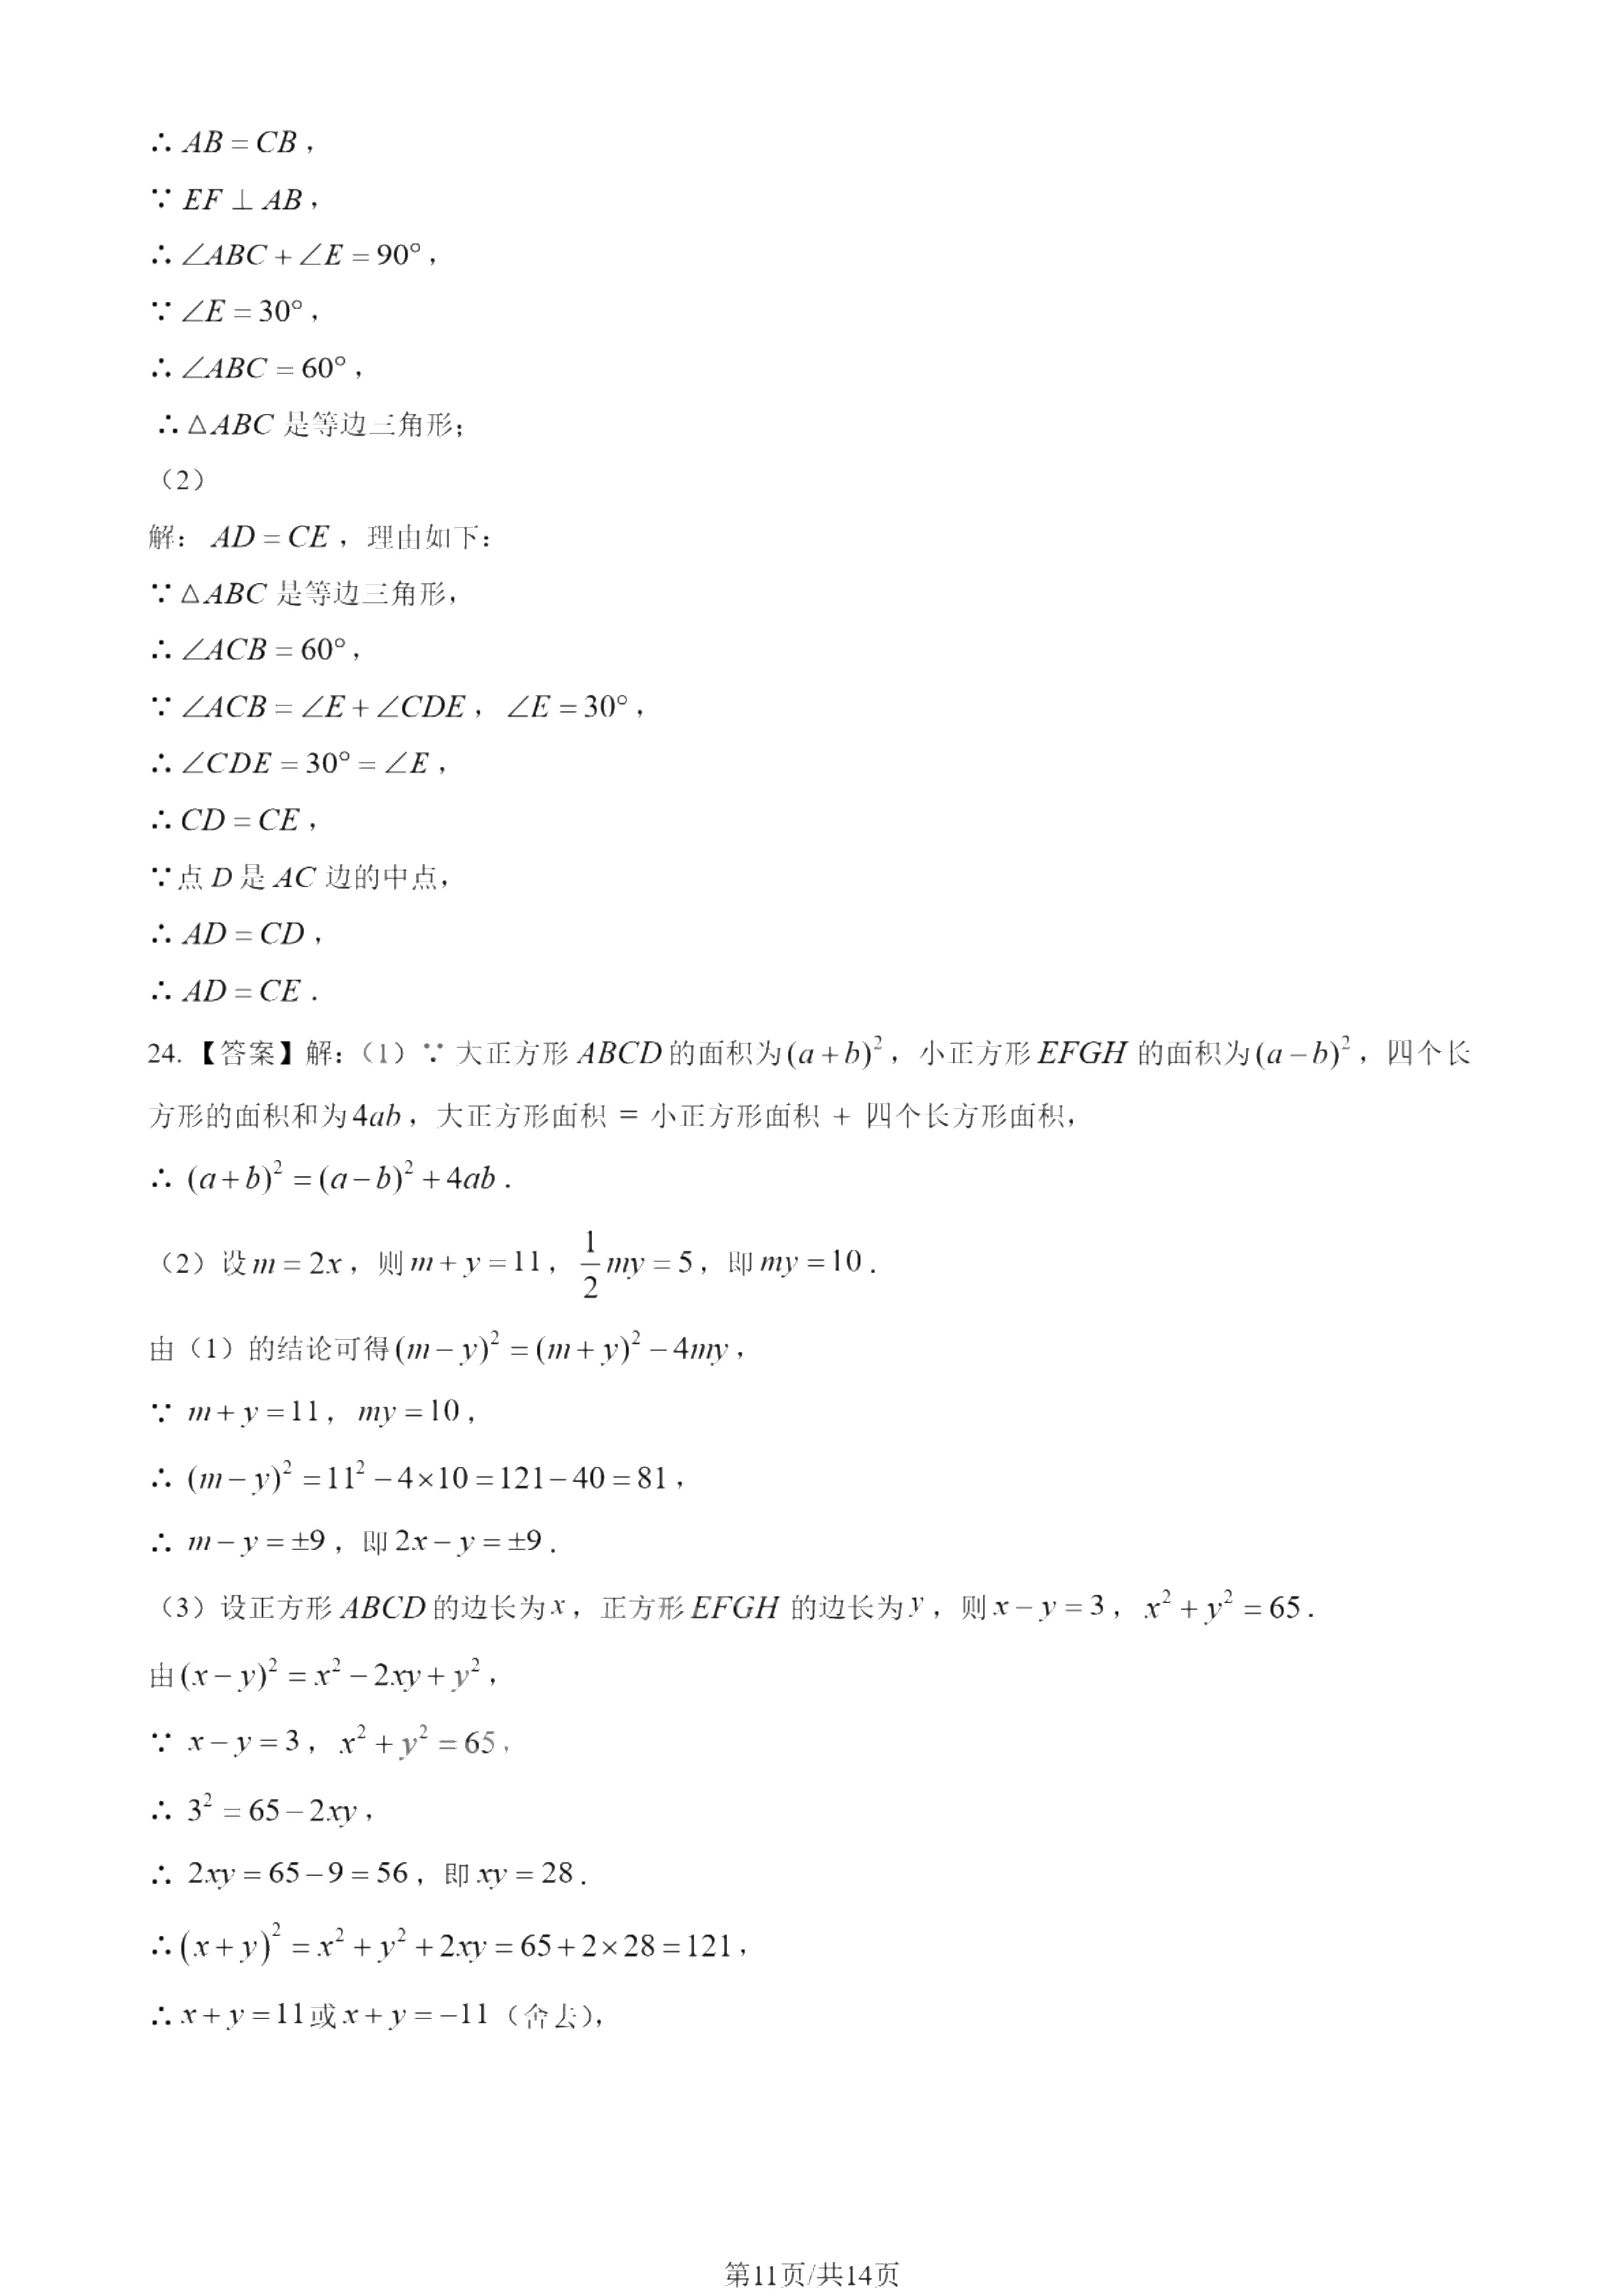 ∴ AB = CB，
∵ EF ⊥ AB，
∴ ∠ABC + ∠E = 90°，
∵ ∠E = 30°，
∴ ∠ABC = 60°，
∴ △ABC 是等边三角形；
（2）
解： AD = CE ，理由如下：
∵ △ABC 是等边三角形，
∴ ∠ACB = 60°，
∵ ∠ACB = ∠E + ∠CDE ， ∠E = 30°，
∴ ∠CDE = 30° = ∠E ，
∴ CD = CE ，
∵点 D 是 AC 边的中点，
∴ AD = CD ，
∴ AD = CE .
24. 【答案】解：（1）∵ 大正方形 ABCD 的面积为 (a + b)²，小正方形 EFGH 的面积为 (a − b)²，四个长
方形的面积和为 4ab，大正方形面积 = 小正方形面积 + 四个长方形面积，
∴ (a + b)² = (a − b)² + 4ab .
（2）设 m = 2x，则 m + y = 11， 1/2 my = 5，即 my = 10 .
由（1）的结论可得 (m − y)² = (m + y)² − 4my ，
∵ m + y = 11， my = 10 ，
∴ (m − y)² = 11² − 4×10 = 121 − 40 = 81 ，
∴ m − y = ±9 ，即 2x − y = ±9 .
（3）设正方形 ABCD 的边长为 x，正方形 EFGH 的边长为 y ，则 x − y = 3 ， x² + y² = 65 .
由 (x − y)² = x² − 2xy + y² ，
∵ x − y = 3 ， x² + y² = 65 ，
∴ 3² = 65 − 2xy ，
∴ 2xy = 65 − 9 = 56 ，即 xy = 28 .
∴ (x + y)² = x² + y² + 2xy = 65 + 2×28 = 121 ，
∴ x + y = 11 或 x + y = −11（舍去），
第11页/共14页